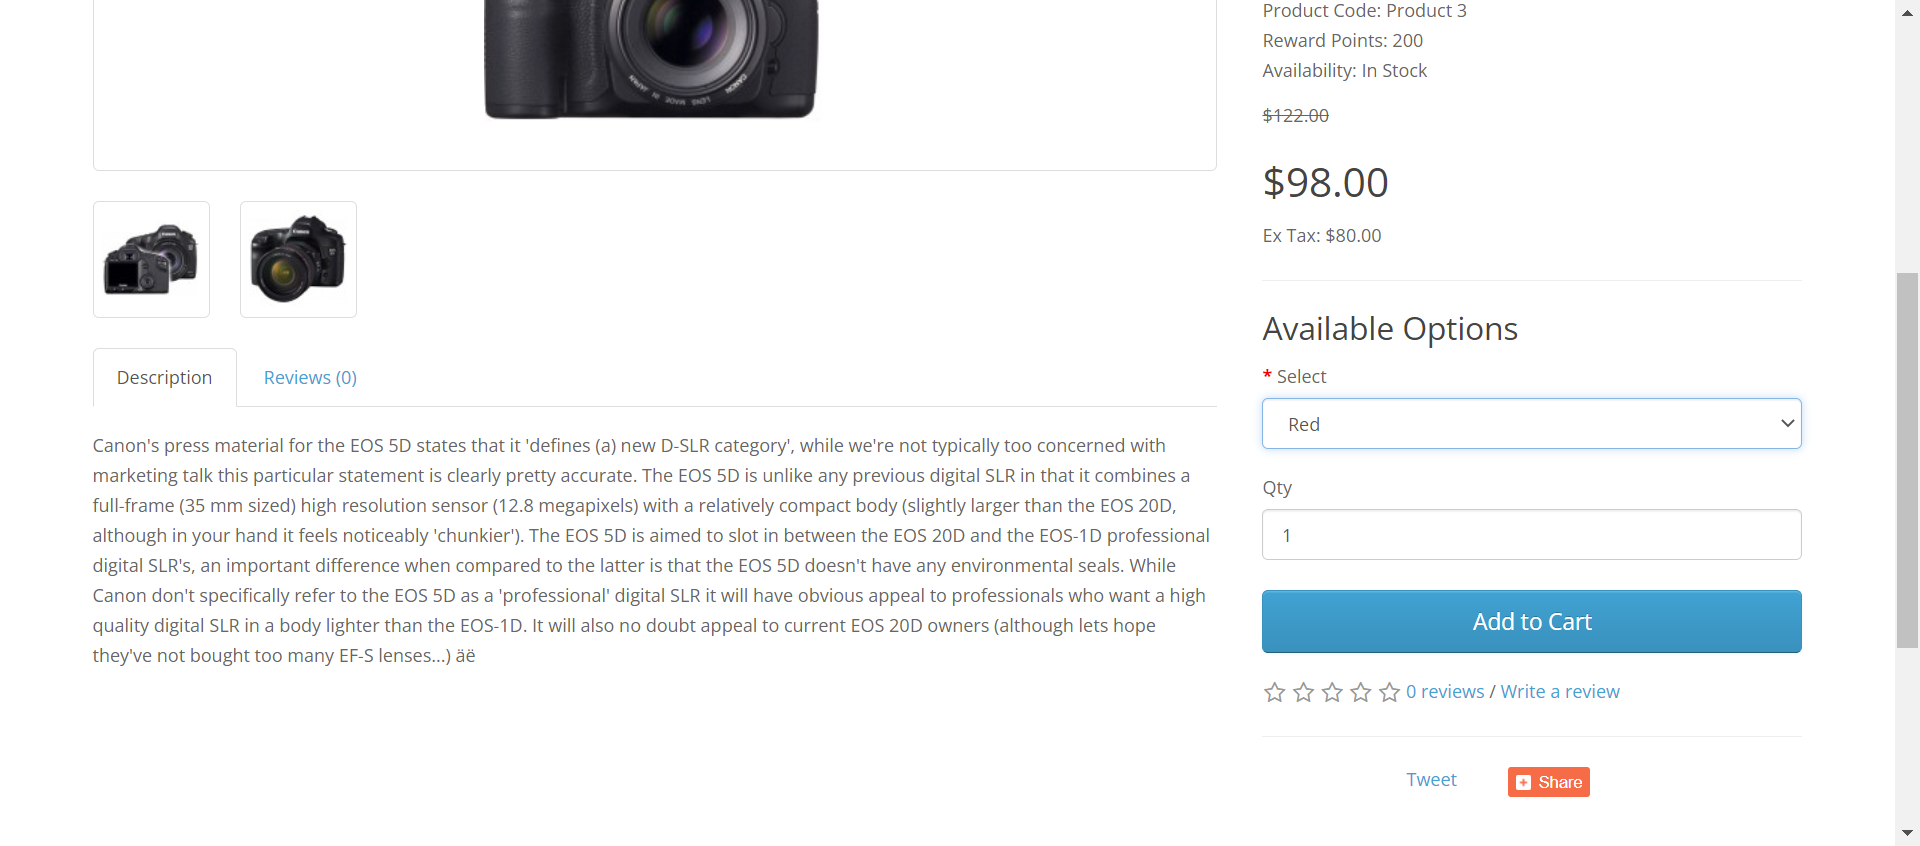 Product Code: Product 3
Reward Points: 200
Availability: In Stock
$122.00
$98.00
Ex Tax: $80.00
CANON
LENS MADE IN JAPAN
Available Options
* Select
Red
Qty
1
Add to Cart
0 reviews / Write a review
Tweet
Share
Description
Reviews (0)
Canon's press material for the EOS 5D states that it 'defines (a) new D-SLR category', while we're not typically too concerned with
marketing talk this particular statement is clearly pretty accurate. The EOS 5D is unlike any previous digital SLR in that it combines a
full-frame (35 mm sized) high resolution sensor (12.8 megapixels) with a relatively compact body (slightly larger than the EOS 20D,
although in your hand it feels noticeably 'chunkier'). The EOS 5D is aimed to slot in between the EOS 20D and the EOS-1D professional
digital SLR's, an important difference when compared to the latter is that the EOS 5D doesn't have any environmental seals. While
Canon don't specifically refer to the EOS 5D as a 'professional' digital SLR it will have obvious appeal to professionals who want a high
quality digital SLR in a body lighter than the EOS-1D. It will also no doubt appeal to current EOS 20D owners (although lets hope
they've not bought too many EF-S lenses...) äë